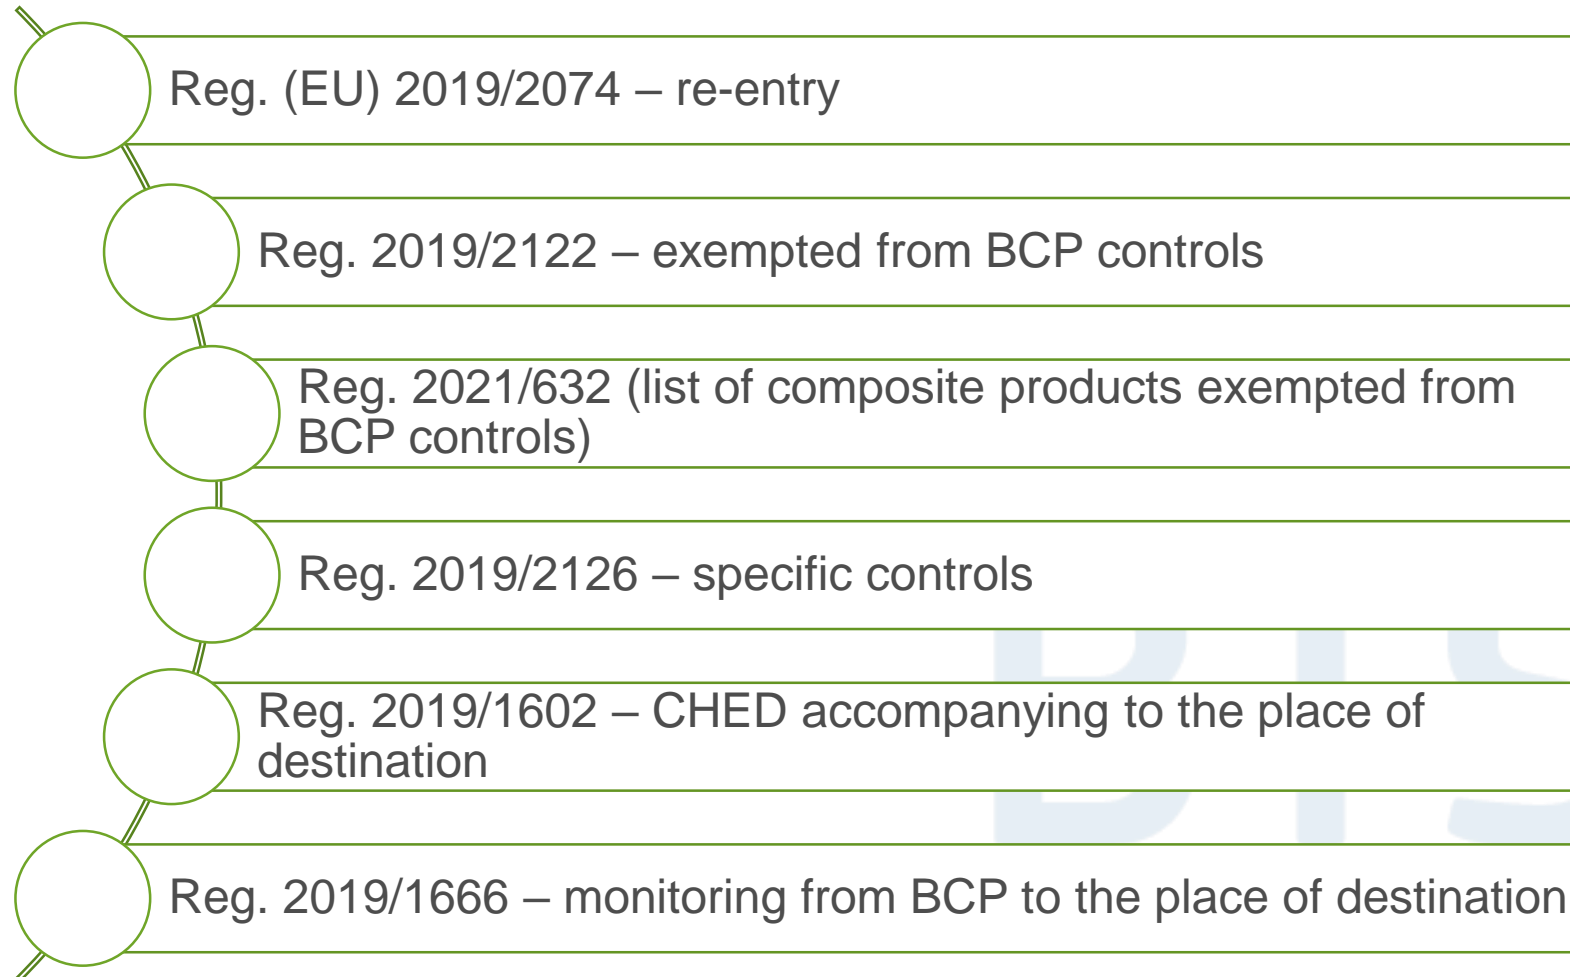 Reg. (EU) 2019/2074 – re-entry
Reg. 2019/2122 – exempted from BCP controls
Reg. 2021/632 (list of composite products exempted from
BCP controls)
Reg. 2019/2126 – specific controls
Reg. 2019/1602 – CHED accompanying to the place of
destination
Reg. 2019/1666 – monitoring from BCP to the place of destination